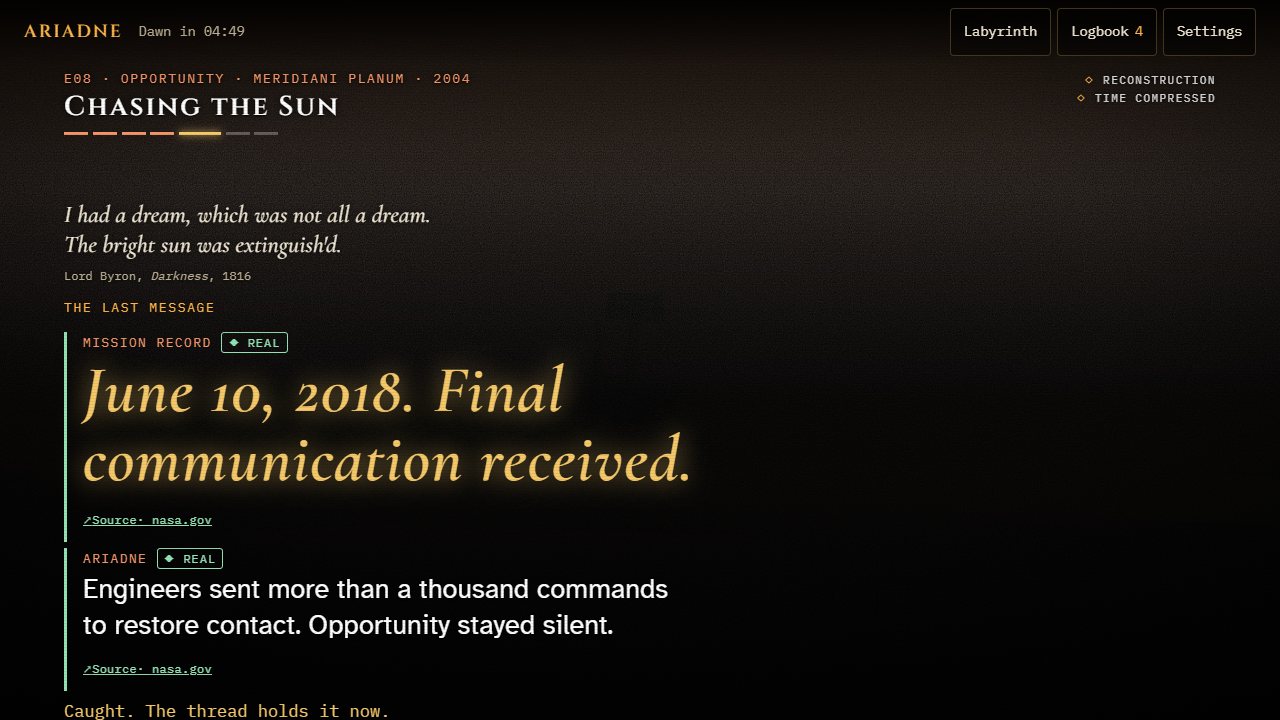 ARIADNE Dawn in 04:49 Labyrinth Logbook 4 Settings
E08 · OPPORTUNITY · MERIDIANI PLANUM · 2004
CHASING THE SUN
◇ RECONSTRUCTION
◇ TIME COMPRESSED
I had a dream, which was not all a dream.
The bright sun was extinguish'd.
Lord Byron, Darkness, 1816
THE LAST MESSAGE
MISSION RECORD ◆ REAL
June 10, 2018. Final
communication received.
↗Source· nasa.gov
ARIADNE ◆ REAL
Engineers sent more than a thousand commands
to restore contact. Opportunity stayed silent.
↗Source· nasa.gov
Caught. The thread holds it now.